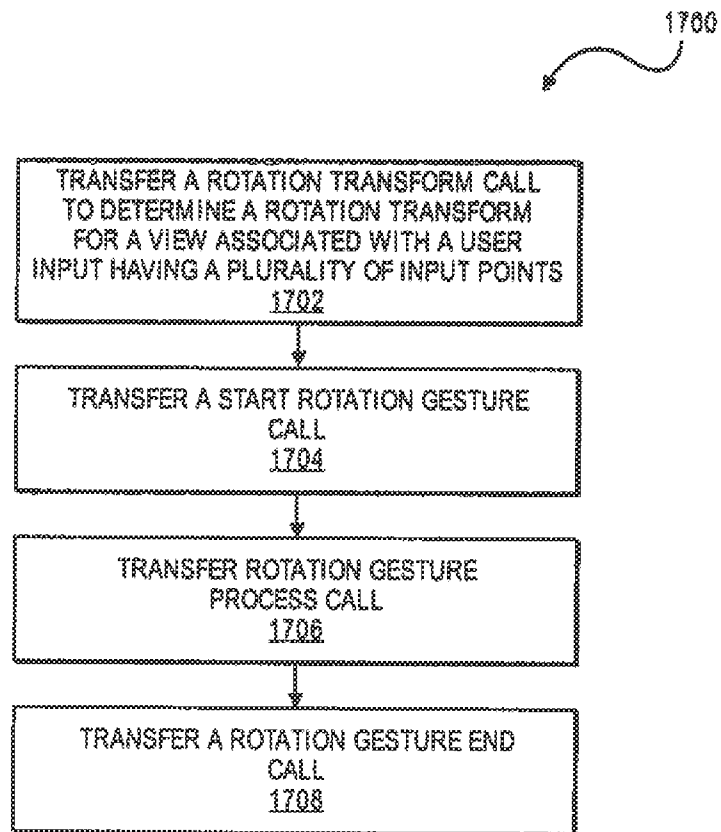 1700
TRANSFER A ROTATION TRANSFORM CALL
TO DETERMINE A ROTATION TRANSFORM
FOR A VIEW ASSOCIATED WITH A USER
INPUT HAVING A PLURALITY OF INPUT POINTS
1702
TRANSFER A START ROTATION GESTURE
CALL
1704
TRANSFER ROTATION GESTURE
PROCESS CALL
1706
TRANSFER A ROTATION GESTURE END
CALL
1708